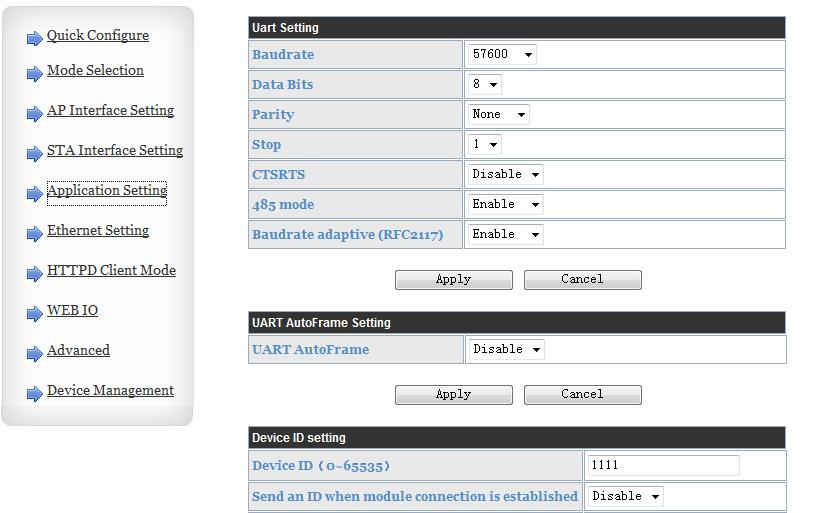 Quick Configure
Mode Selection
AP Interface Setting
STA Interface Setting
Application Setting
Ethernet Setting
HTTPD Client Mode
WEB IO
Advanced
Device Management
Uart Setting
Baudrate 57600
Data Bits 8
Parity None
Stop 1
CTSRTS Disable
485 mode Enable
Baudrate adaptive (RFC2117) Enable
Apply Cancel
UART AutoFrame Setting
UART AutoFrame Disable
Apply Cancel
Device ID setting
Device ID（0~65535） 1111
Send an ID when module connection is established Disable